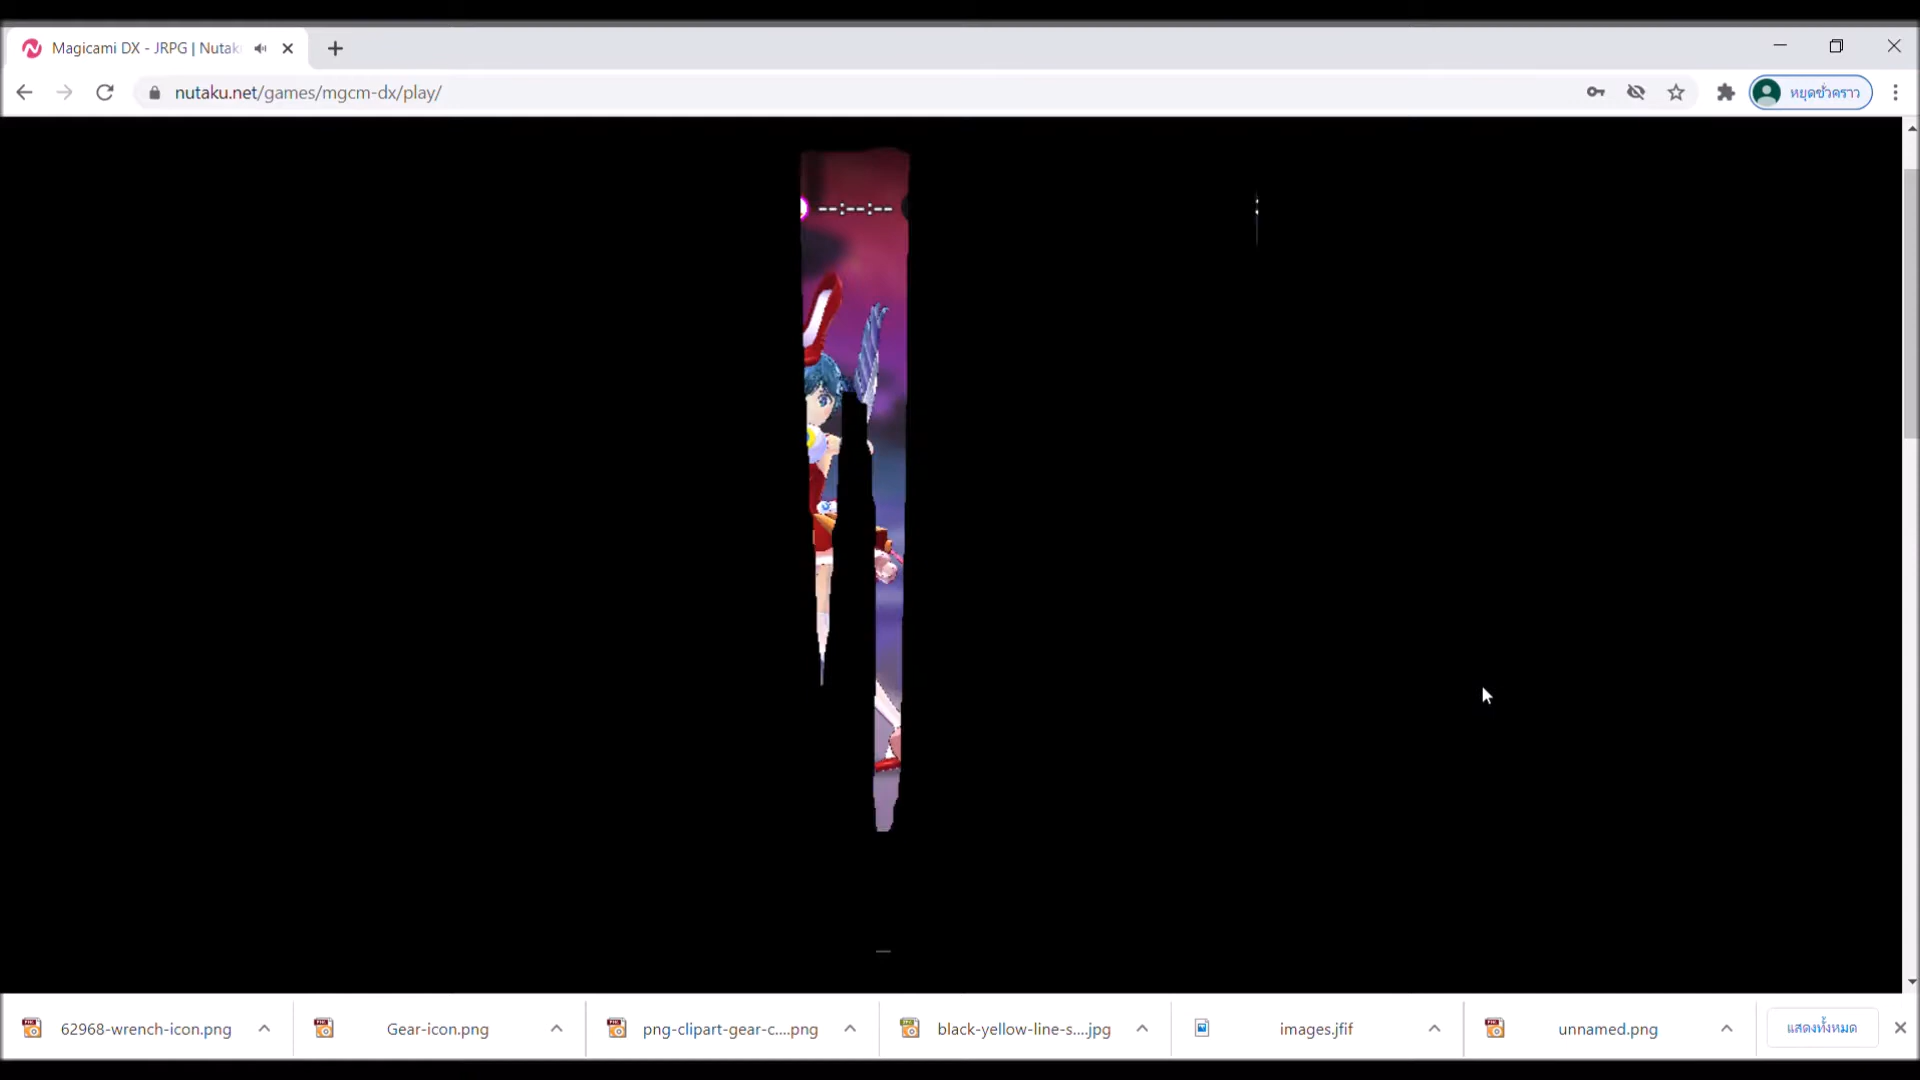 Magicami DX - JRPG | Nutak
nutaku.net/games/mgcm-dx/play/
หยุดชั่วคราว
--:--:--
62968-wrench-icon.png
Gear-icon.png
png-clipart-gear-c....png
black-yellow-line-s....jpg
images.jfif
unnamed.png
แสดงทั้งหมด